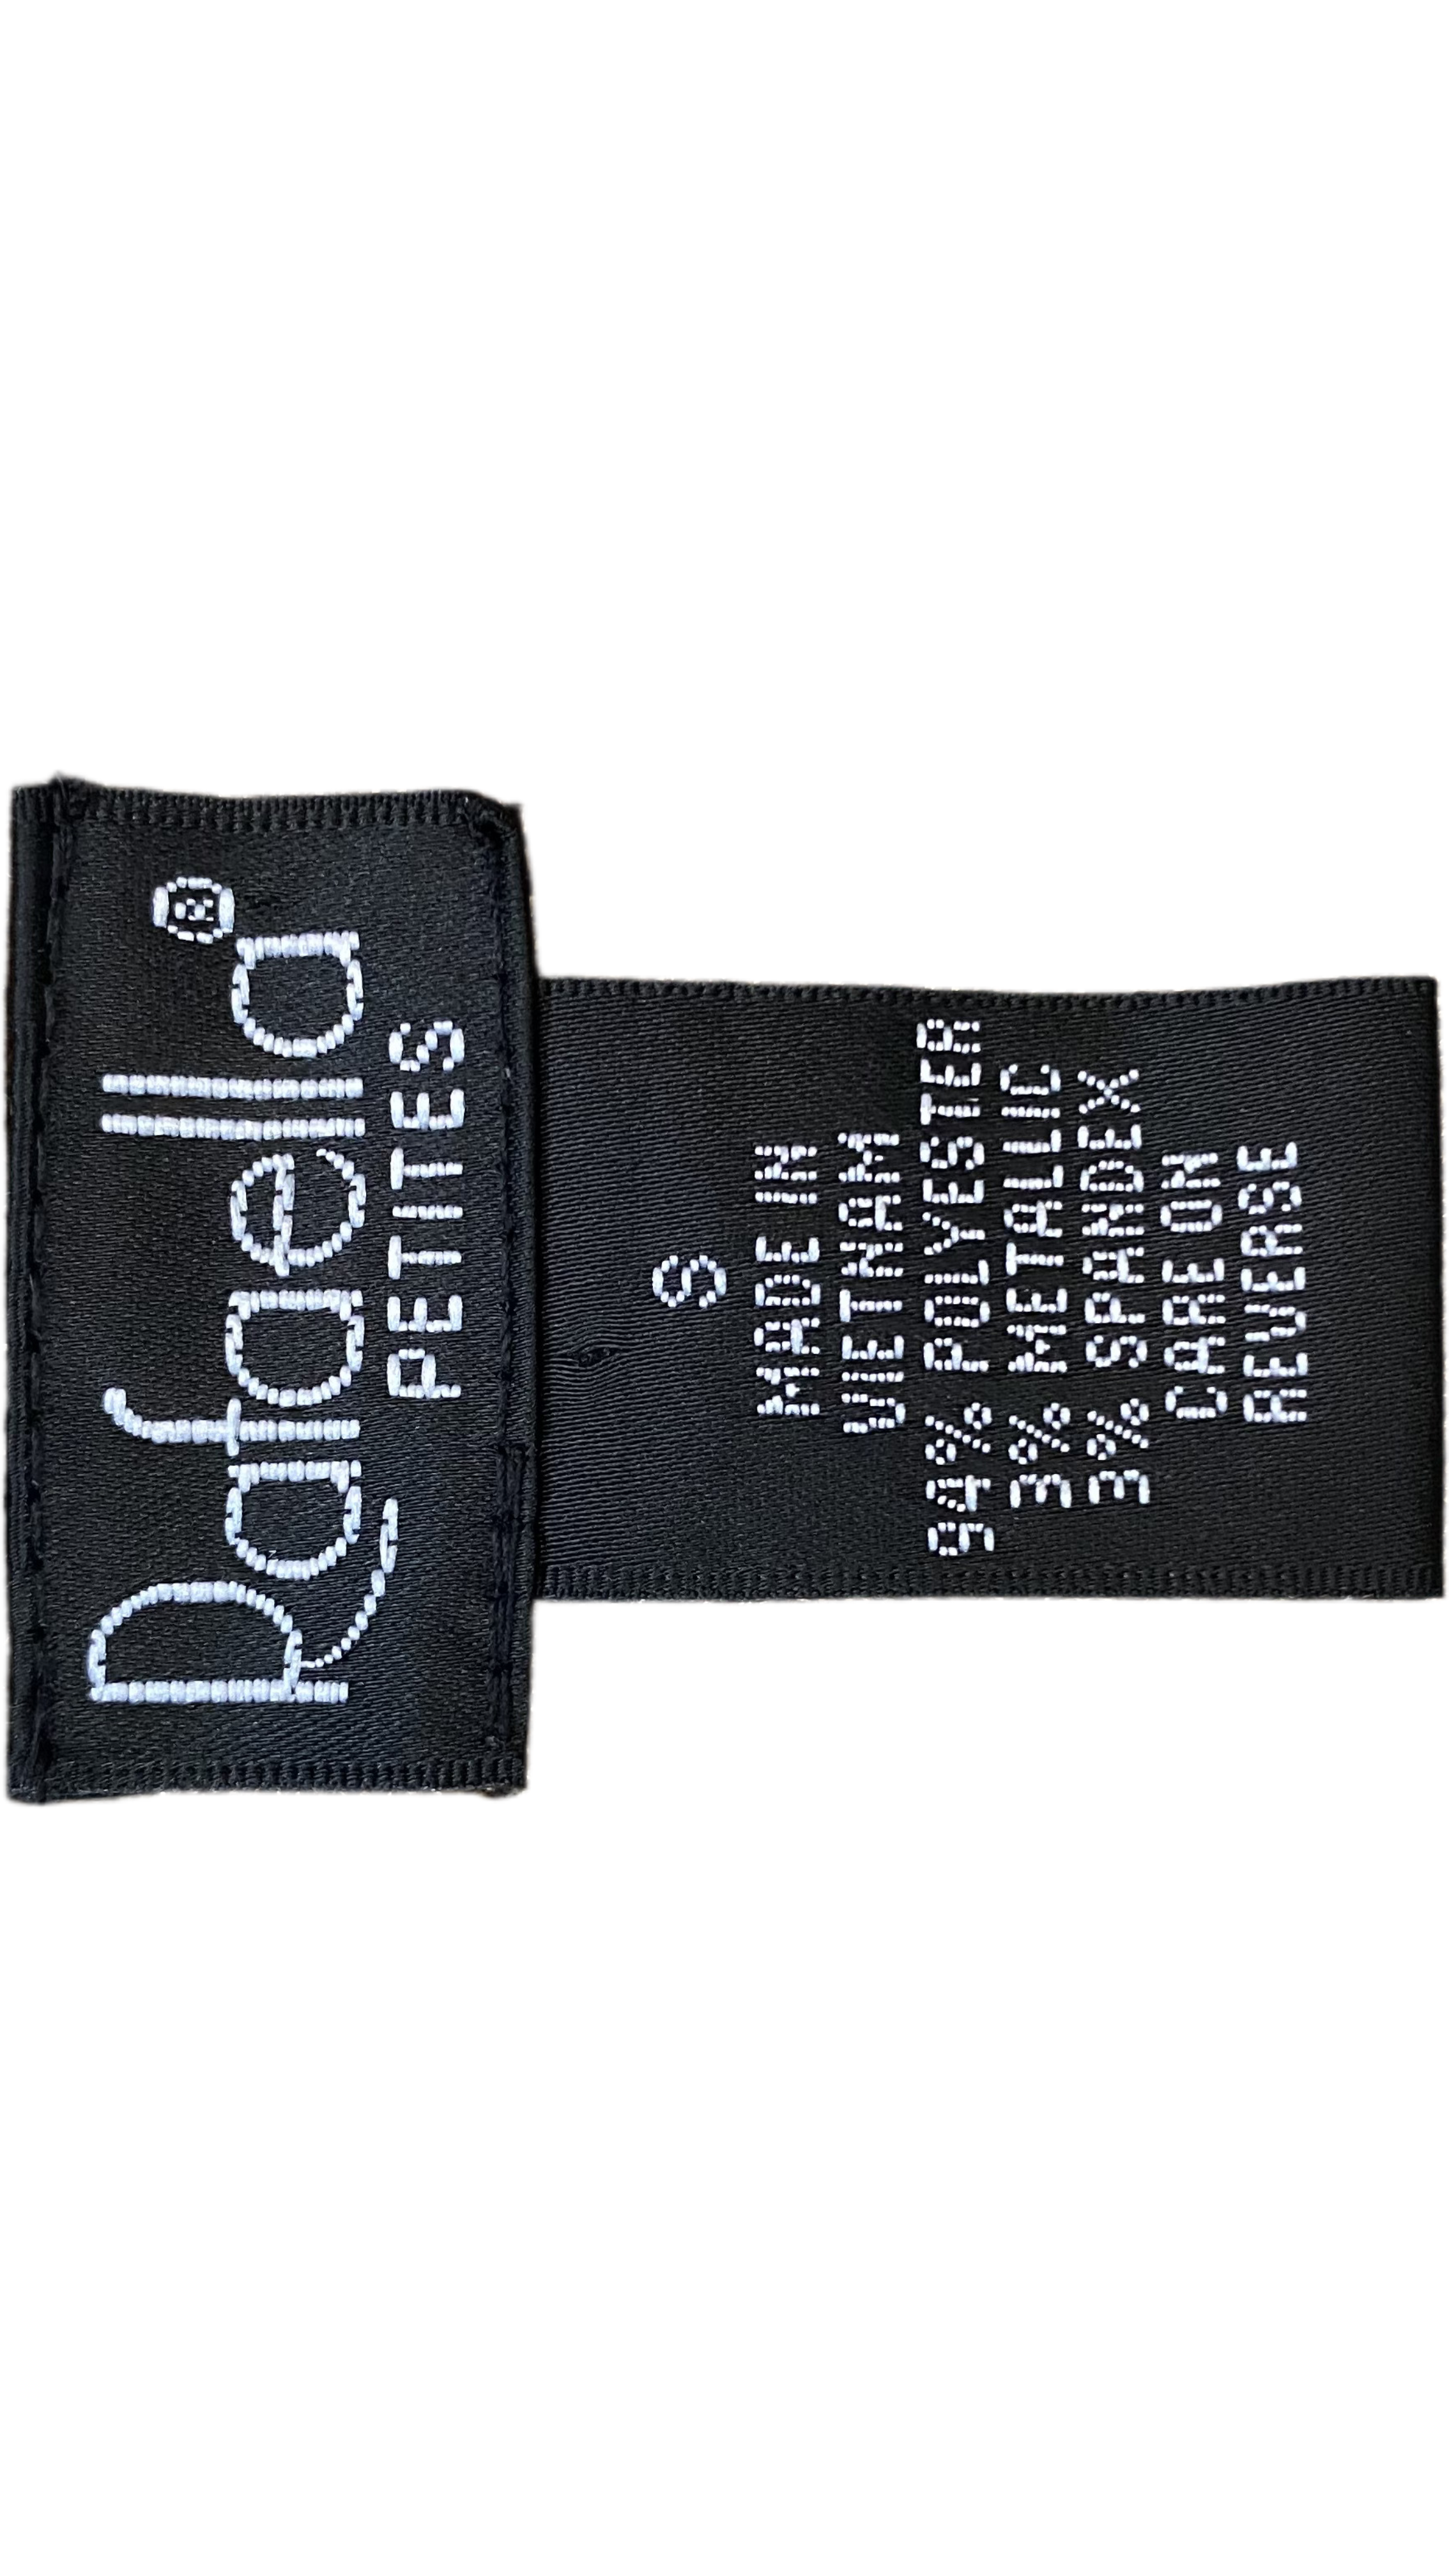 Rafaella®
PETITES
S
MADE IN
VIETNAM
94% POLYESTER
3% METALLIC
3% SPANDEX
CARE ON
REVERSE